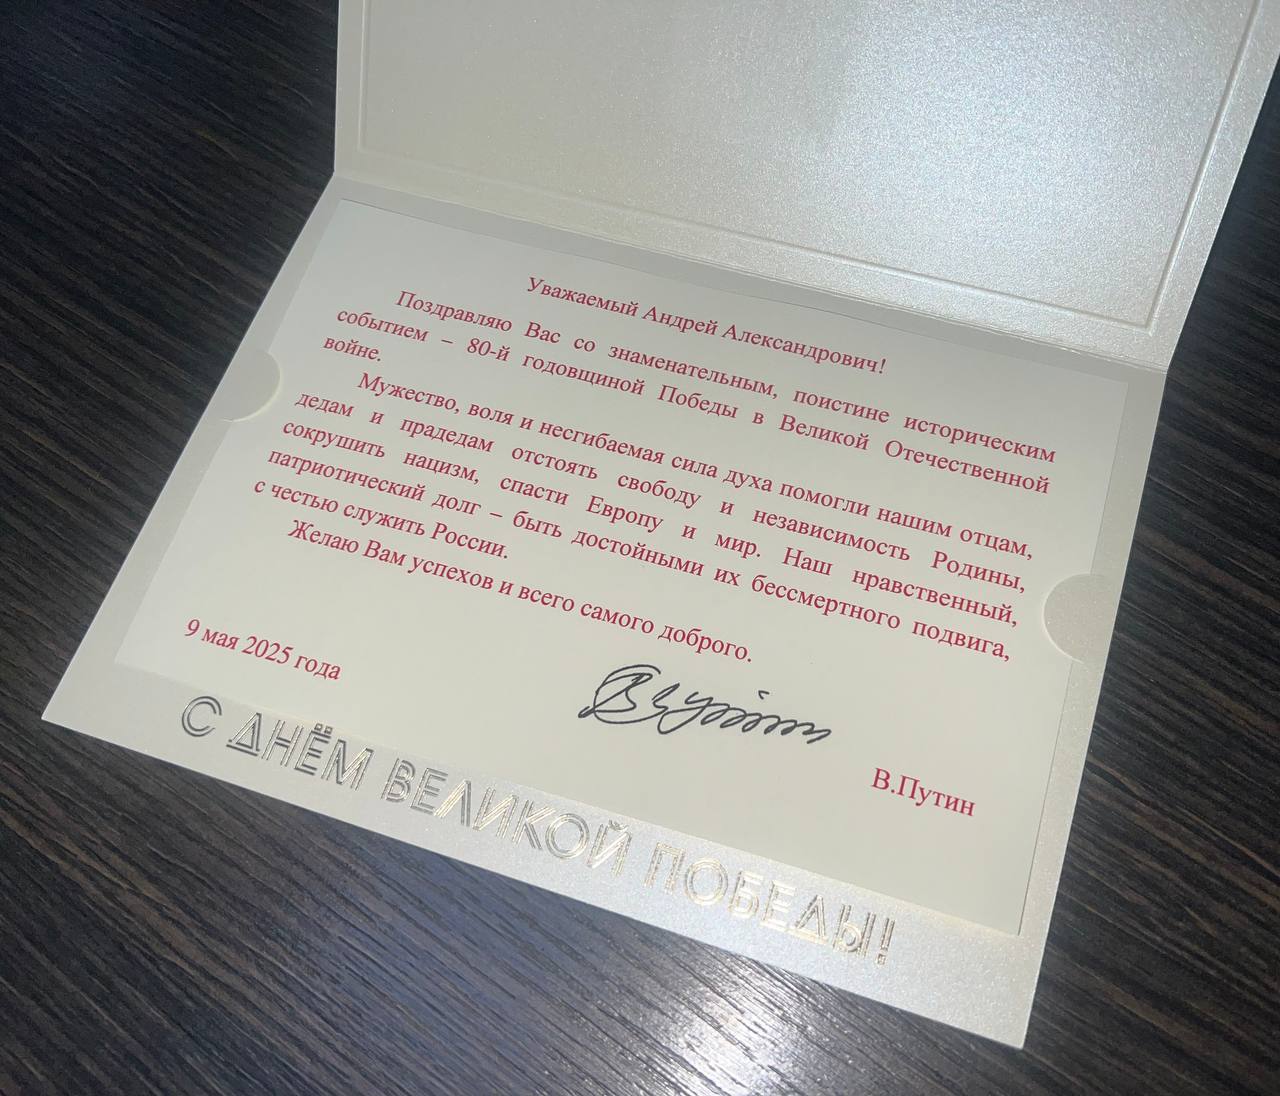 Уважаемый Андрей Александрович!
Поздравляю Вас со знаменательным, поистине историческим
событием – 80-й годовщиной Победы в Великой Отечественной
войне.
Мужество, воля и несгибаемая сила духа помогли нашим отцам,
дедам и прадедам отстоять свободу и независимость Родины,
сокрушить нацизм, спасти Европу и мир. Наш нравственный,
патриотический долг – быть достойными их бессмертного подвига,
с честью служить России.
Желаю Вам успехов и всего самого доброго.
9 мая 2025 года
В.Путин
С ДНЁМ ВЕЛИКОЙ ПОБЕДЫ!